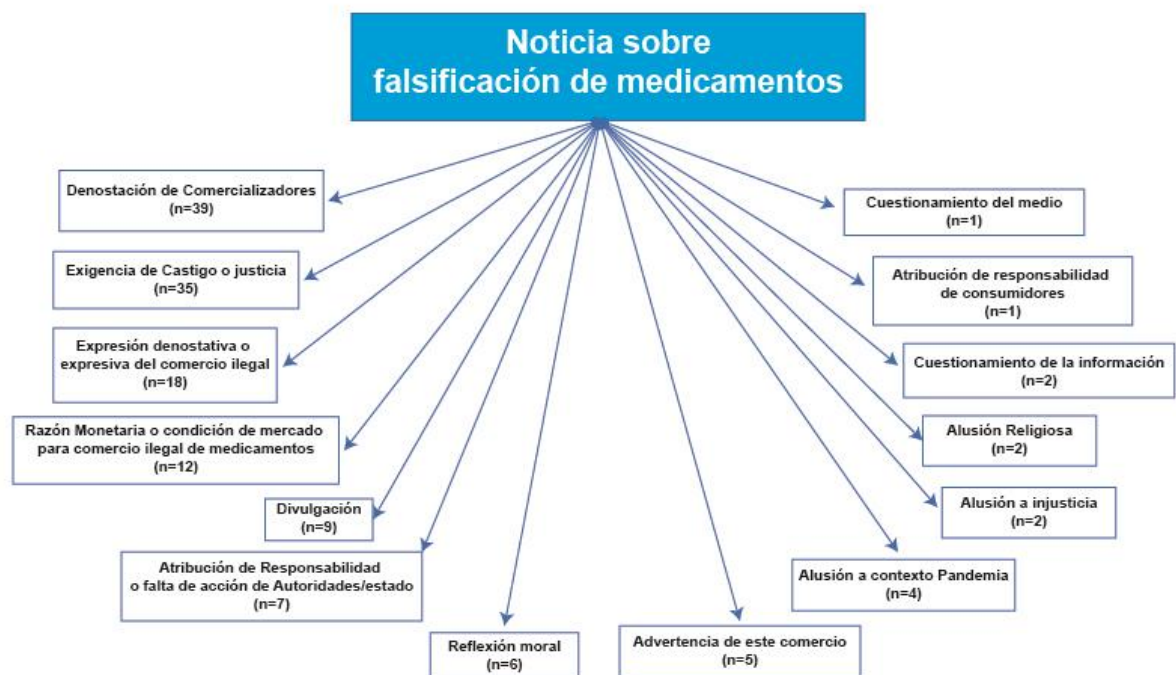 Noticia sobre
falsificación de medicamentos
Denostación de Comercializadores
(n=39)
Exigencia de Castigo o justicia
(n=35)
Expresión denostativa o
expresiva del comercio ilegal
(n=18)
Razón Monetaria o condición de mercado
para comercio ilegal de medicamentos
(n=12)
Divulgación
(n=9)
Atribución de Responsabilidad
o falta de acción de Autoridades/estado
(n=7)
Reflexión moral
(n=6)
Advertencia de este comercio
(n=5)
Alusión a contexto Pandemia
(n=4)
Alusión a injusticia
(n=2)
Alusión Religiosa
(n=2)
Cuestionamiento de la información
(n=2)
Atribución de responsabilidad
de consumidores
(n=1)
Cuestionamiento del medio
(n=1)